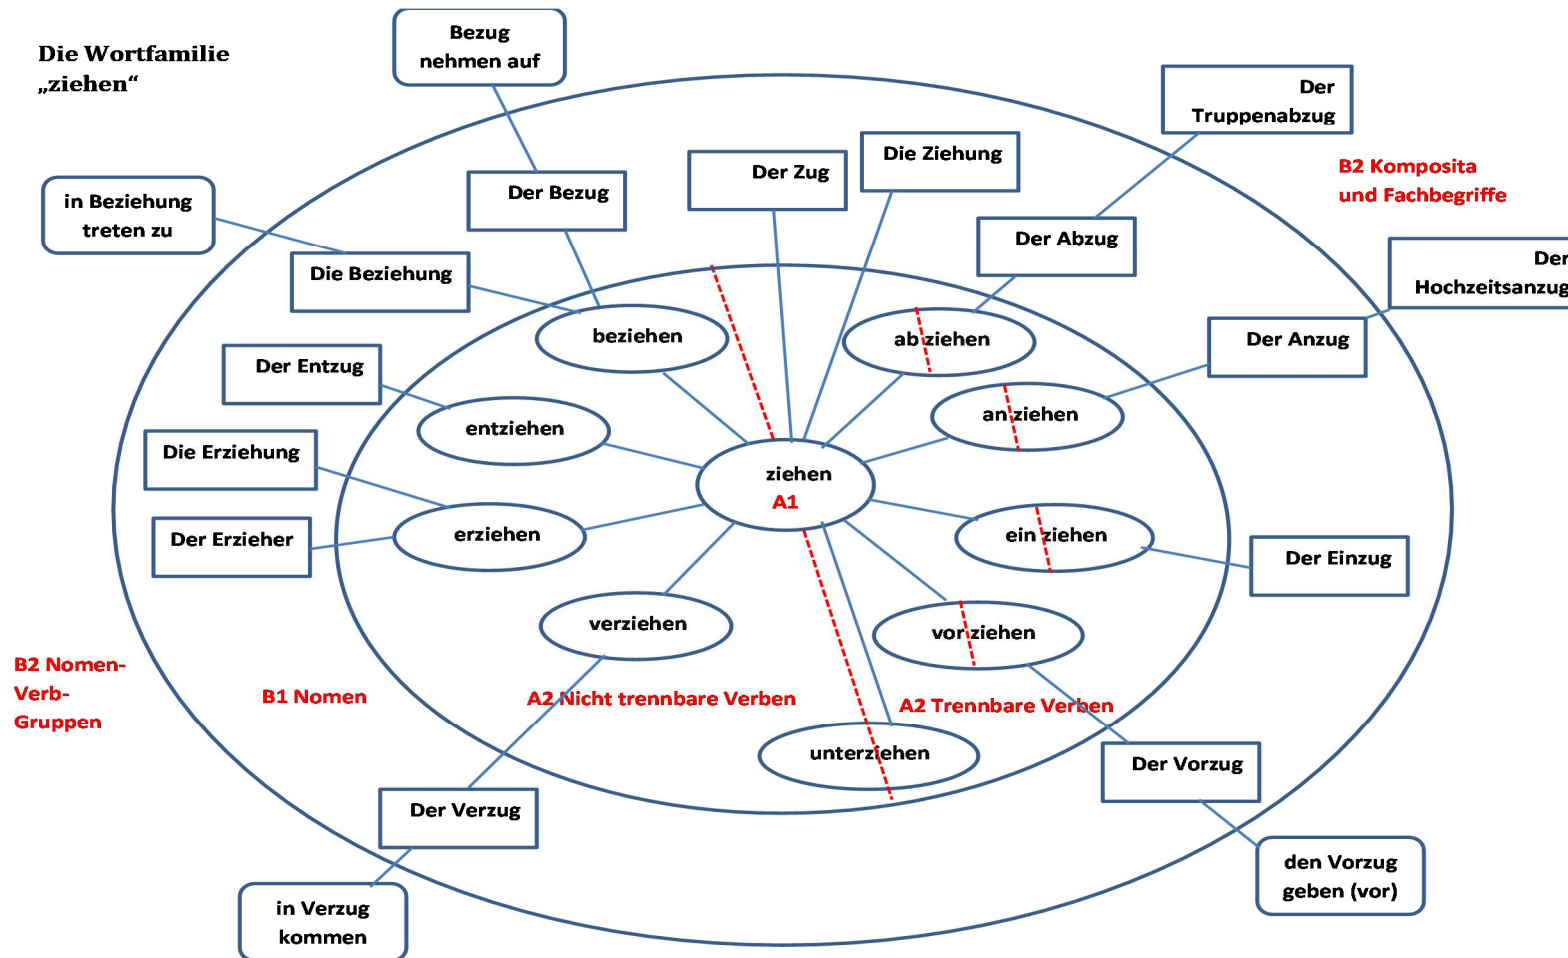 Die Wortfamilie
„ziehen“
Bezug
nehmen auf
Der
Truppenabzug
B2 Komposita
und Fachbegriffe
Der
Hochzeitsanzug
in Beziehung
treten zu
Der Bezug
Der Zug
Die Ziehung
Der Abzug
Die Beziehung
beziehen
ab ziehen
Der Anzug
Der Entzug
entziehen
an ziehen
Die Erziehung
ziehen
A1
Der Erzieher
erziehen
ein ziehen
Der Einzug
verziehen
vor ziehen
B2 Nomen-
Verb-
Gruppen
B1 Nomen
A2 Nicht trennbare Verben
A2 Trennbare Verben
unterziehen
Der Vorzug
Der Verzug
den Vorzug
geben (vor)
in Verzug
kommen